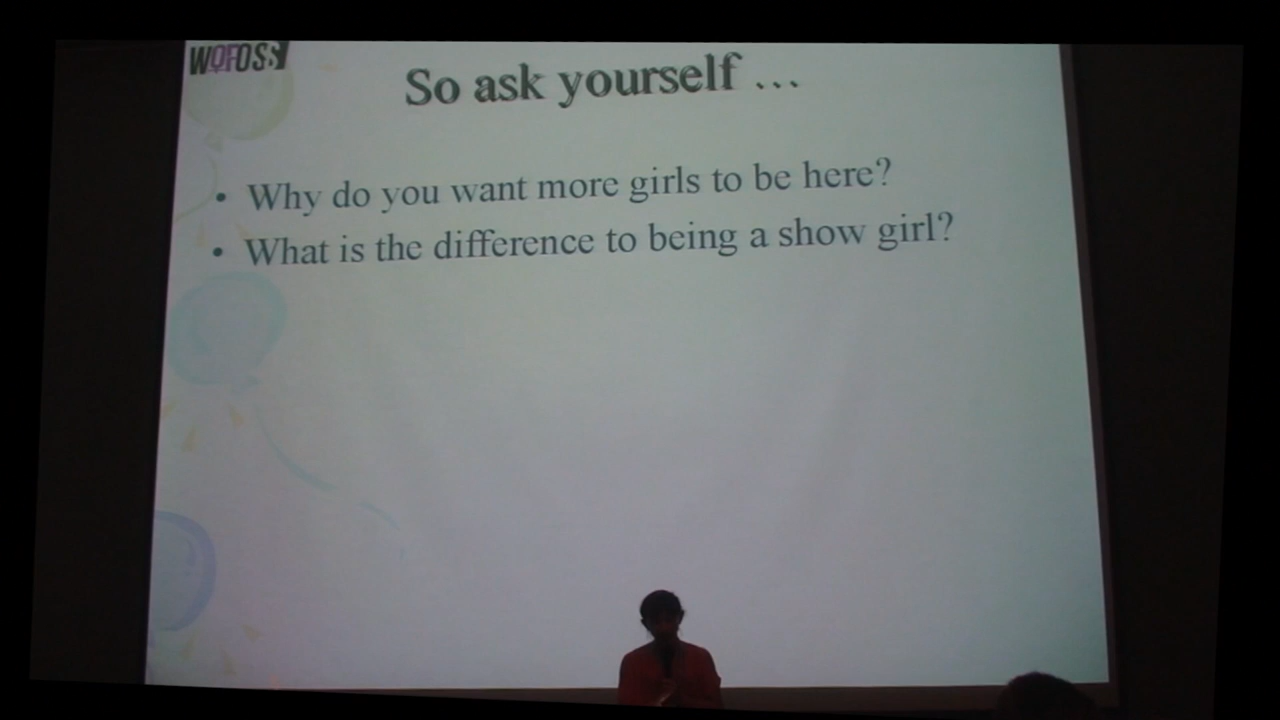 WOFOSS
So ask yourself ...
• Why do you want more girls to be here?
• What is the difference to being a show girl?